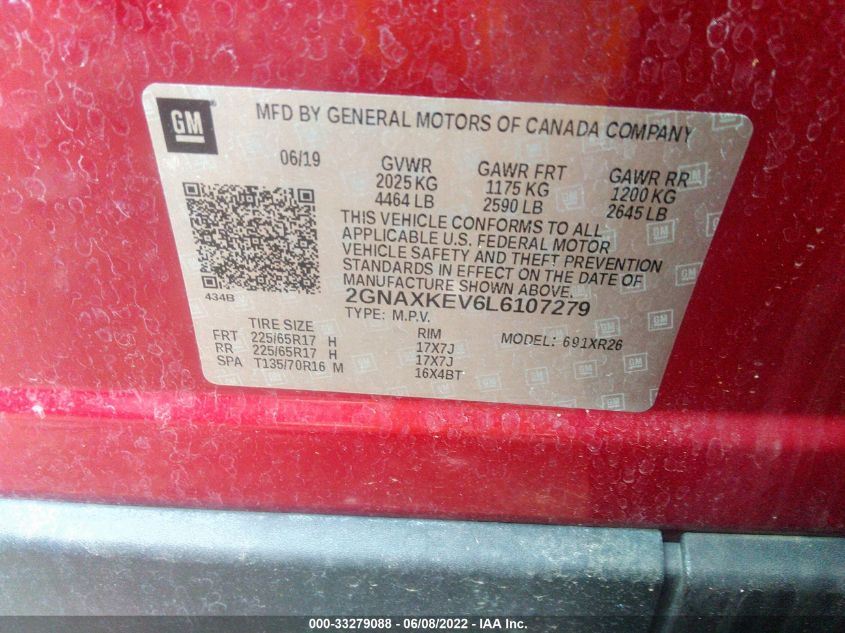 GM
MFD BY GENERAL MOTORS OF CANADA COMPANY
06/19 GVWR GAWR FRT GAWR RR
2025 KG 1175 KG 1200 KG
4464 LB 2590 LB 2645 LB
THIS VEHICLE CONFORMS TO ALL
APPLICABLE U.S. FEDERAL MOTOR
VEHICLE SAFETY AND THEFT PREVENTION
STANDARDS IN EFFECT ON THE DATE OF
MANUFACTURE SHOWN ABOVE.
434B
2GNAXKEV6L6107279
TYPE: M.P.V. MODEL: 691XR26
TIRE SIZE RIM
FRT 225/65R17 H 17X7J
RR 225/65R17 H 17X7J
SPA T135/70R16 M 16X4BT
000-33279088 - 06/08/2022 - IAA Inc.